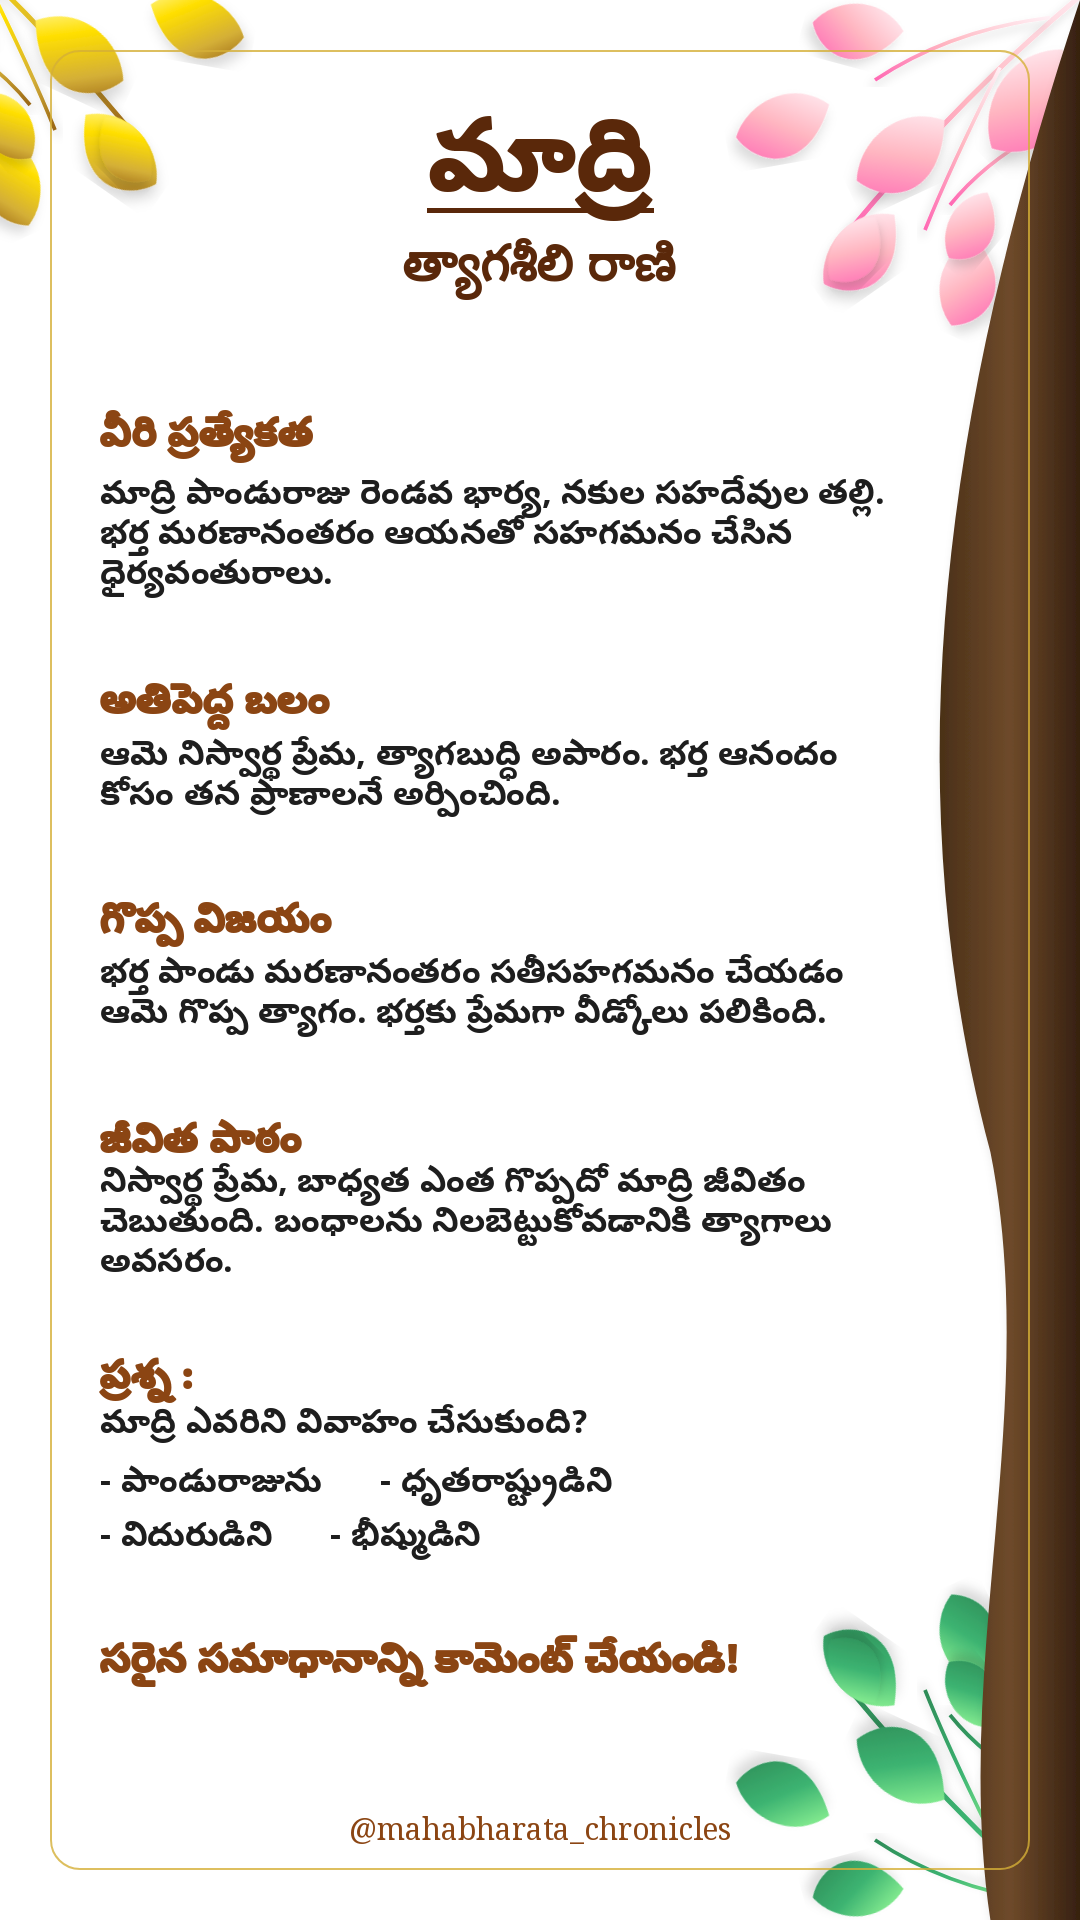 మాద్రి
త్యాగశీలి రాణి
వీరి ప్రత్యేకత
మాద్రి పాండురాజు రెండవ భార్య, నకుల సహదేవుల తల్లి.
భర్త మరణానంతరం ఆయనతో సహగమనం చేసిన
ధైర్యవంతురాలు.
అతిపెద్ద బలం
ఆమె నిస్వార్థ ప్రేమ, త్యాగబుద్ధి అపారం. భర్త ఆనందం
కోసం తన ప్రాణాలనే అర్పించింది.
గొప్ప విజయం
భర్త పాండు మరణానంతరం సతీసహగమనం చేయడం
ఆమె గొప్ప త్యాగం. భర్తకు ప్రేమగా వీడ్కోలు పలికింది.
జీవిత పాఠం
నిస్వార్థ ప్రేమ, బాధ్యత ఎంత గొప్పదో మాద్రి జీవితం
చెబుతుంది. బంధాలను నిలబెట్టుకోవడానికి త్యాగాలు
అవసరం.
ప్రశ్న :
మాద్రి ఎవరిని వివాహం చేసుకుంది?
- పాండురాజును - ధృతరాష్ట్రుడిని
- విదురుడిని - భీష్ముడిని
సరైన సమాధానాన్ని కామెంట్ చేయండి!
@mahabharata_chronicles